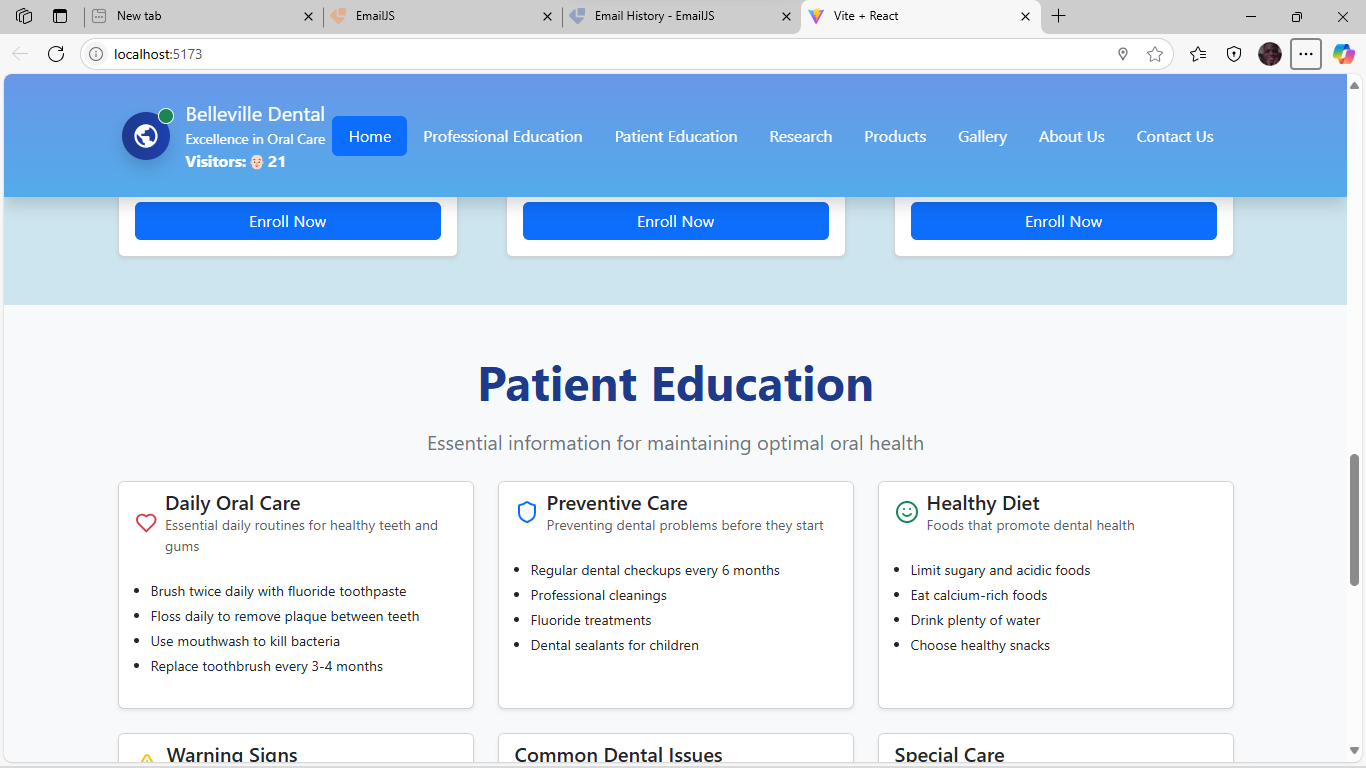 New tab
EmailJS
Email History - EmailJS
Vite + React
localhost:5173
Belleville Dental
Excellence in Oral Care
Visitors: 👨🏻‍🦲 21
Home
Professional Education
Patient Education
Research
Products
Gallery
About Us
Contact Us
Enroll Now
Enroll Now
Enroll Now
Patient Education
Essential information for maintaining optimal oral health
Daily Oral Care
Essential daily routines for healthy teeth and
gums
• Brush twice daily with fluoride toothpaste
• Floss daily to remove plaque between teeth
• Use mouthwash to kill bacteria
• Replace toothbrush every 3-4 months
Preventive Care
Preventing dental problems before they start
• Regular dental checkups every 6 months
• Professional cleanings
• Fluoride treatments
• Dental sealants for children
Healthy Diet
Foods that promote dental health
• Limit sugary and acidic foods
• Eat calcium-rich foods
• Drink plenty of water
• Choose healthy snacks
Warning Signs
Common Dental Issues
Special Care